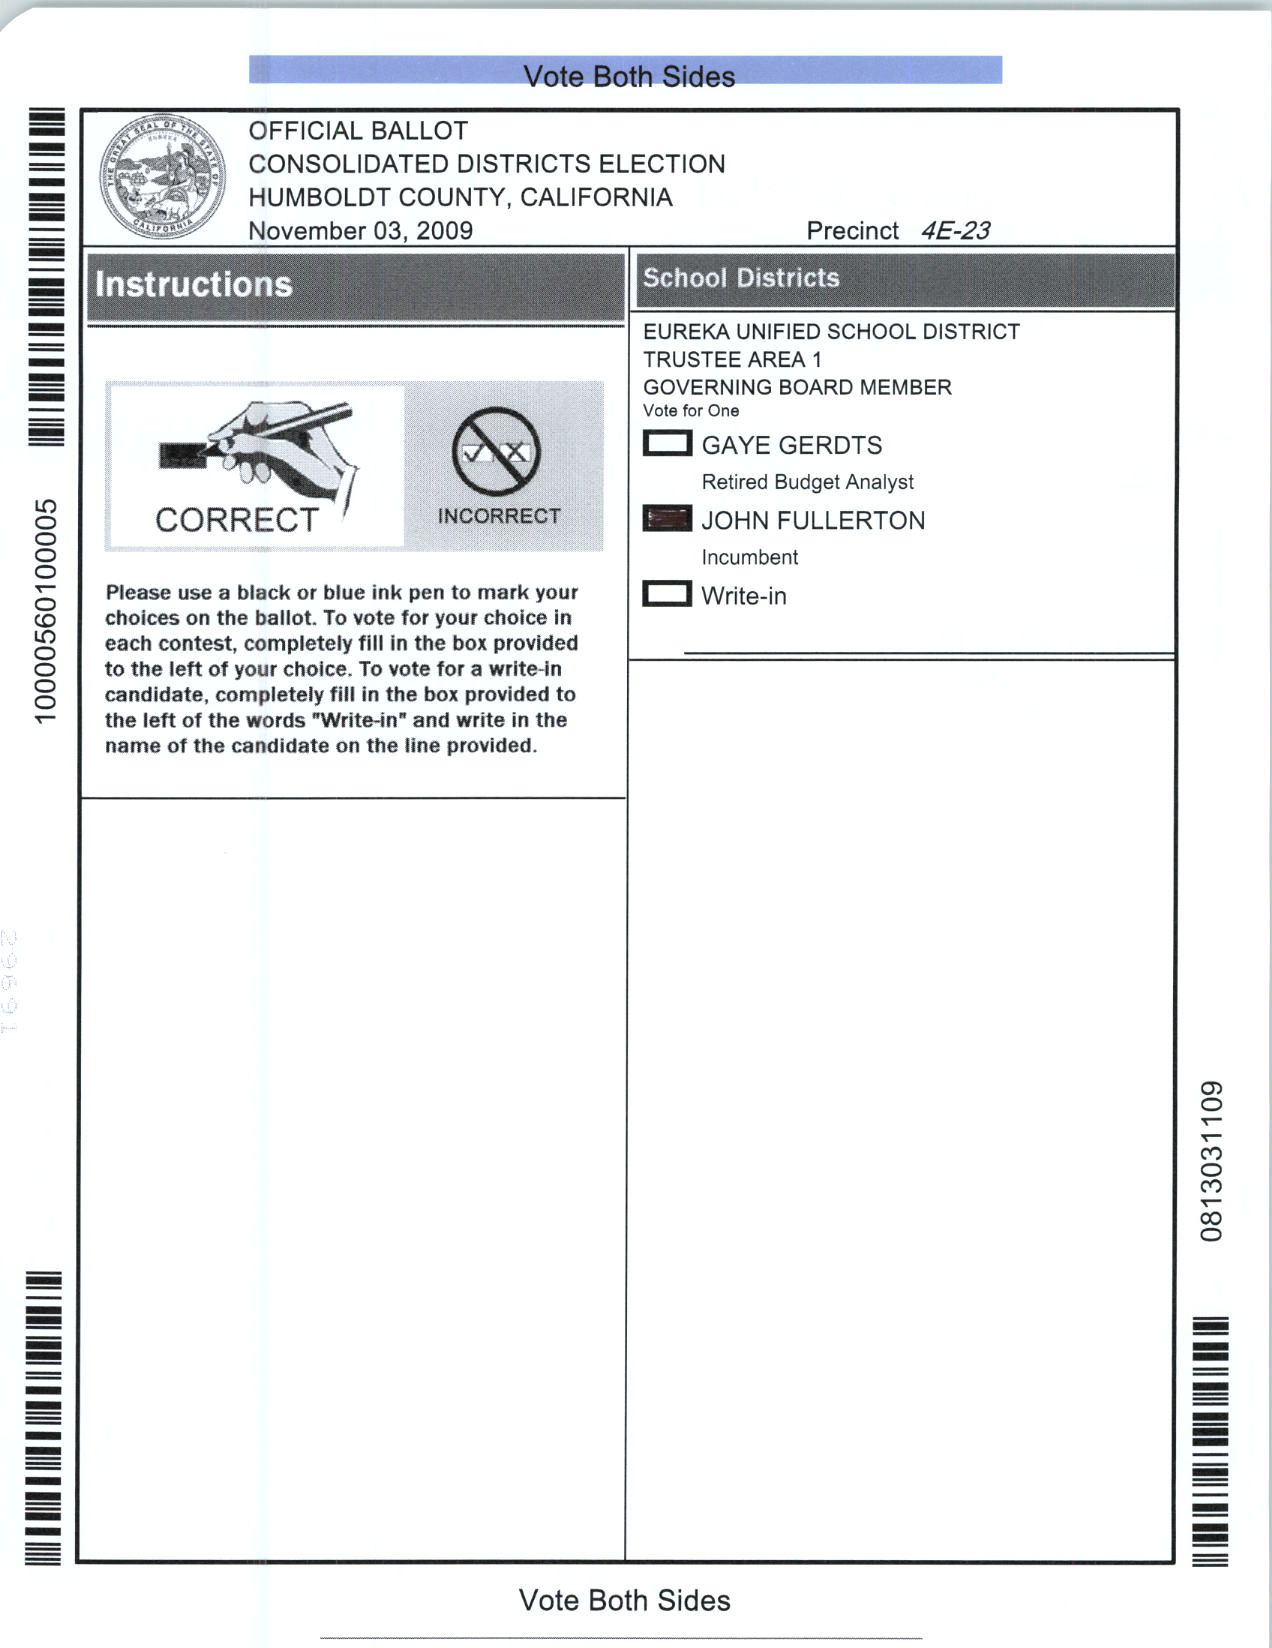 Vote Both Sides
OFFICIAL BALLOT
CONSOLIDATED DISTRICTS ELECTION
HUMBOLDT COUNTY, CALIFORNIA
November 03, 2009
Precinct 4E-23
THE GREAT SEAL OF THE STATE OF CALIFORNIA
EUREKA
Instructions
CORRECT
INCORRECT
Please use a black or blue ink pen to mark your
choices on the ballot. To vote for your choice in
each contest, completely fill in the box provided
to the left of your choice. To vote for a write-in
candidate, completely fill in the box provided to
the left of the words "Write-in" and write in the
name of the candidate on the line provided.
School Districts
EUREKA UNIFIED SCHOOL DISTRICT
TRUSTEE AREA 1
GOVERNING BOARD MEMBER
Vote for One
GAYE GERDTS
Retired Budget Analyst
JOHN FULLERTON
Incumbent
Write-in
10000560100005
0813031109
Vote Both Sides